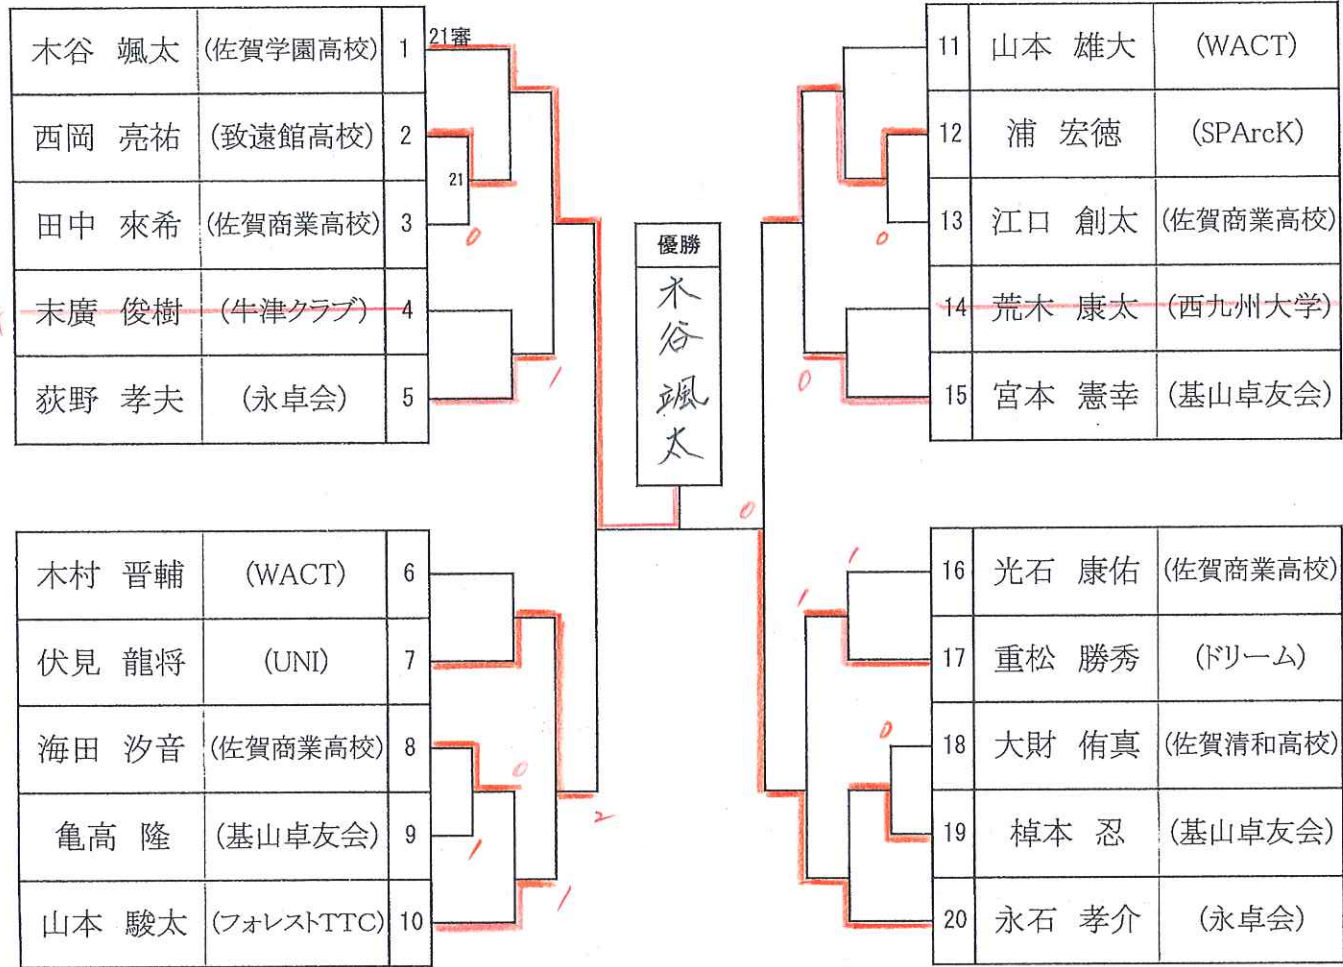 木谷 颯太 (佐賀学園高校) 1 21審
西岡 亮祐 (致遠館高校) 2
21
田中 來希 (佐賀商業高校) 3
0
末廣 俊樹 (牛津クラブ) 4
荻野 孝夫 (永卓会) 5
1
木村 晋輔 (WACT) 6
伏見 龍将 (UNI) 7
海田 汐音 (佐賀商業高校) 8
0
亀高 隆 (基山卓友会) 9
1
2
山本 駿太 (フォレストTTC) 10
1
優勝
木谷颯太
0
11 山本 雄大 (WACT)
12 浦 宏徳 (SPArcK)
13 江口 創太 (佐賀商業高校)
0
14 荒木 康太 (西九州大学)
0
15 宮本 憲幸 (基山卓友会)
1
16 光石 康佑 (佐賀商業高校)
1
17 重松 勝秀 (ドリーム)
0
18 大財 侑真 (佐賀清和高校)
19 棹本 忍 (基山卓友会)
20 永石 孝介 (永卓会)